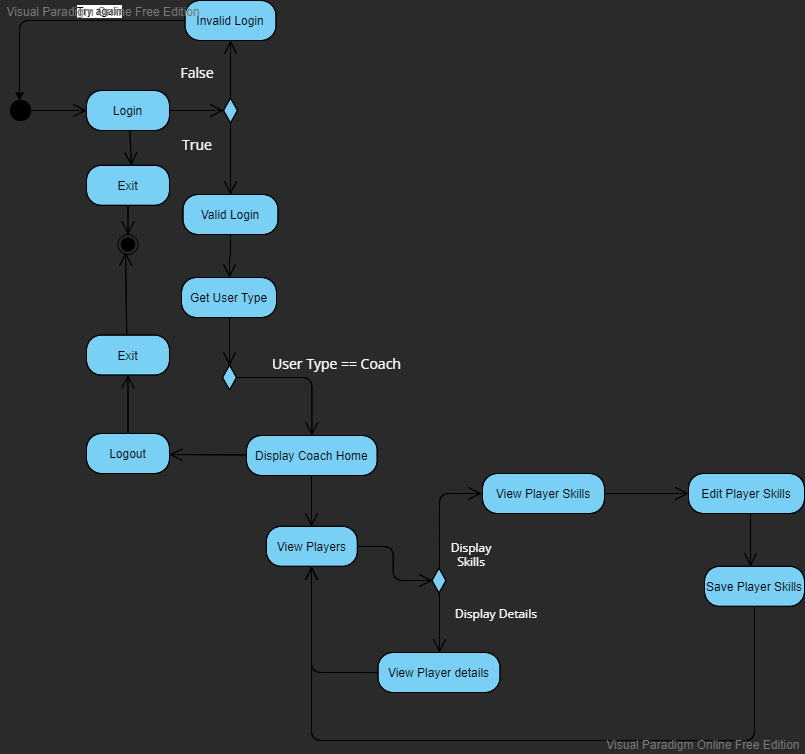 Visual Paradigm Online Free Edition
Try again
Invalid Login
False
Login
True
Exit
Valid Login
Get User Type
Exit
User Type == Coach
Logout
Display Coach Home
View Player Skills
Edit Player Skills
View Players
Display
Skills
Save Player Skills
Display Details
View Player details
Visual Paradigm Online Free Edition